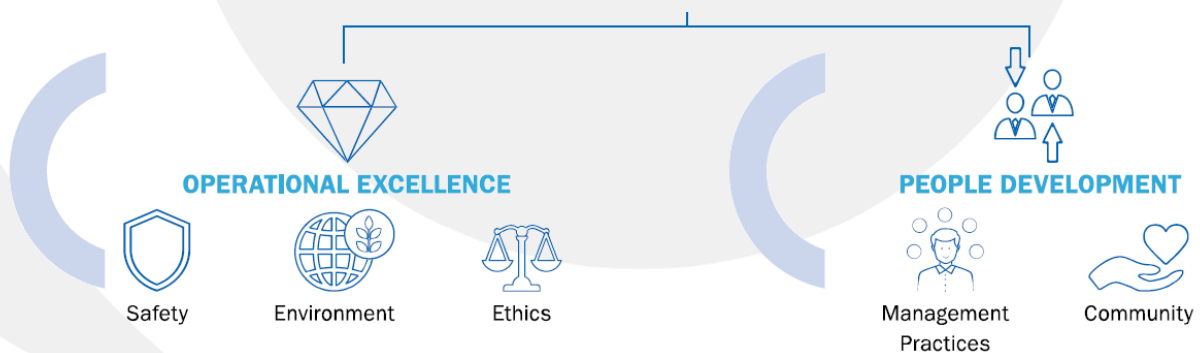 OPERATIONAL EXCELLENCE
PEOPLE DEVELOPMENT
Safety
Environment
Ethics
Management
Practices
Community